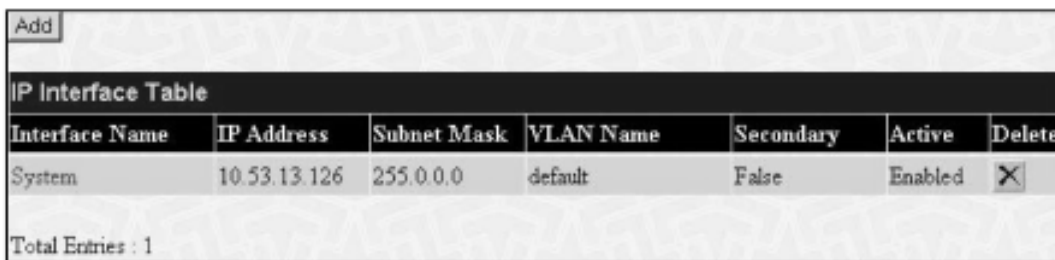 Add
IP Interface Table
Interface Name IP Address Subnet Mask VLAN Name Secondary Active Delete
System 10.53.13.126 255.0.0.0 default False Enabled
Total Entries : 1